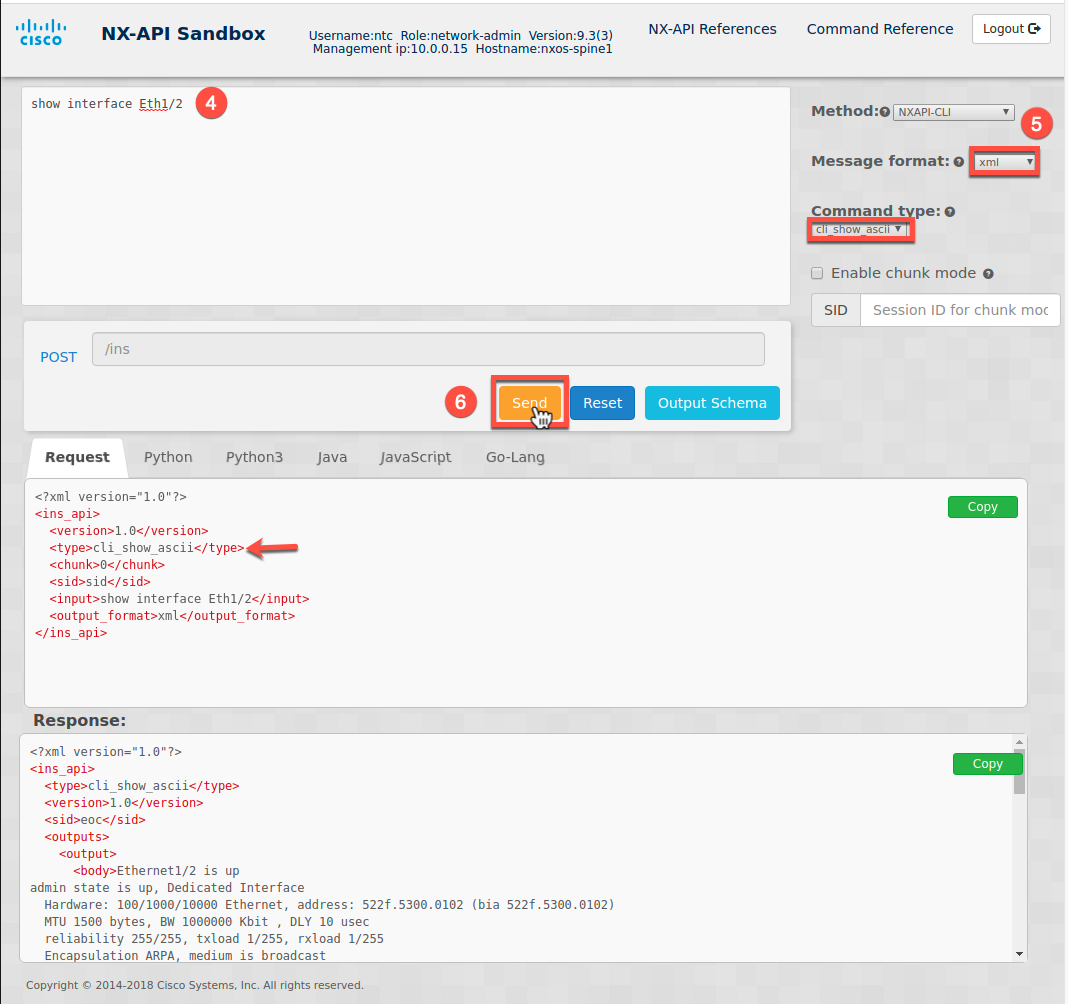 CISCO
NX-API Sandbox
Username:ntc Role:network-admin Version:9.3(3)
Management ip:10.0.0.15 Hostname:nxos-spine1
NX-API References
Command Reference
Logout
show interface Eth1/2
4
Method:
NXAPI-CLI
5
Message format:
xml
Command type:
cli_show_ascii
Enable chunk mode
SID
Session ID for chunk moc
POST
/ins
6
Send
Reset
Output Schema
Request
Python
Python3
Java
JavaScript
Go-Lang
<?xml version="1.0"?>
<ins_api>
  <version>1.0</version>
  <type>cli_show_ascii</type>
  <chunk>0</chunk>
  <sid>sid</sid>
  <input>show interface Eth1/2</input>
  <output_format>xml</output_format>
</ins_api>
Copy
Response:
<?xml version="1.0"?>
<ins_api>
  <type>cli_show_ascii</type>
  <version>1.0</version>
  <sid>eoc</sid>
  <outputs>
    <output>
      <body>Ethernet1/2 is up
admin state is up, Dedicated Interface
  Hardware: 100/1000/10000 Ethernet, address: 522f.5300.0102 (bia 522f.5300.0102)
  MTU 1500 bytes, BW 1000000 Kbit , DLY 10 usec
  reliability 255/255, txload 1/255, rxload 1/255
  Encapsulation ARPA, medium is broadcast
Copy
Copyright © 2014-2018 Cisco Systems, Inc. All rights reserved.